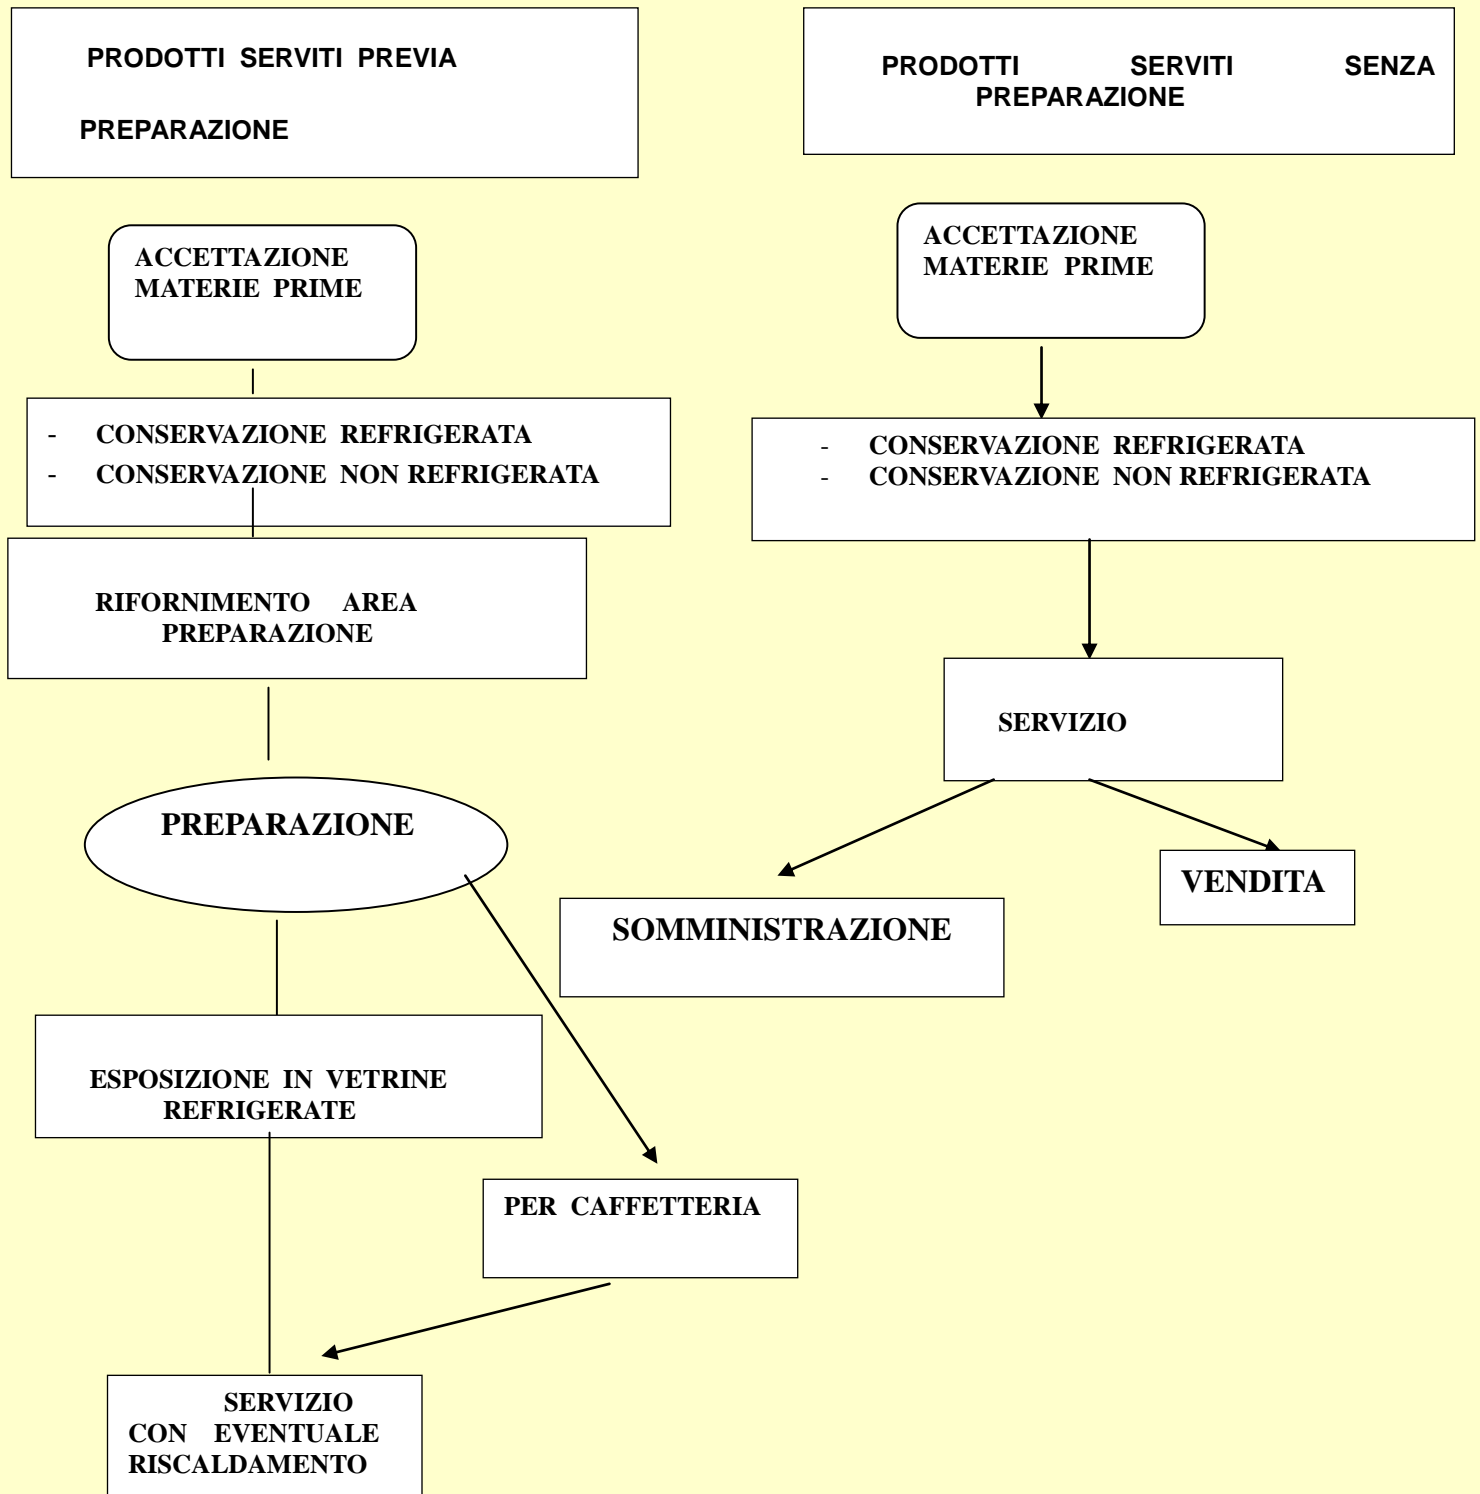 PRODOTTI SERVITI PREVIA
PREPARAZIONE
ACCETTAZIONE
MATERIE PRIME
- CONSERVAZIONE REFRIGERATA
- CONSERVAZIONE NON REFRIGERATA
RIFORNIMENTO AREA
PREPARAZIONE
PREPARAZIONE
ESPOSIZIONE IN VETRINE
REFRIGERATE
PER CAFFETTERIA
SERVIZIO
CON EVENTUALE
RISCALDAMENTO
PRODOTTI SERVITI SENZA
PREPARAZIONE
ACCETTAZIONE
MATERIE PRIME
- CONSERVAZIONE REFRIGERATA
- CONSERVAZIONE NON REFRIGERATA
SERVIZIO
SOMMINISTRAZIONE
VENDITA